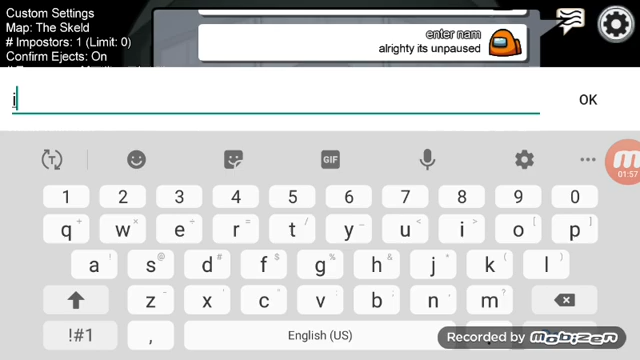 Custom Settings
Map: The Skeld
# Impostors: 1 (Limit: 0)
Confirm Ejects: On
enter nam
alrighty its unpaused
i
OK
GIF
01:57
1 2 3 4 5 6 7 8 9 0
q w e r t y u i o p
a s d f g h j k l
z x c v b n m
!#1 , English (US)
Recorded by mobizen